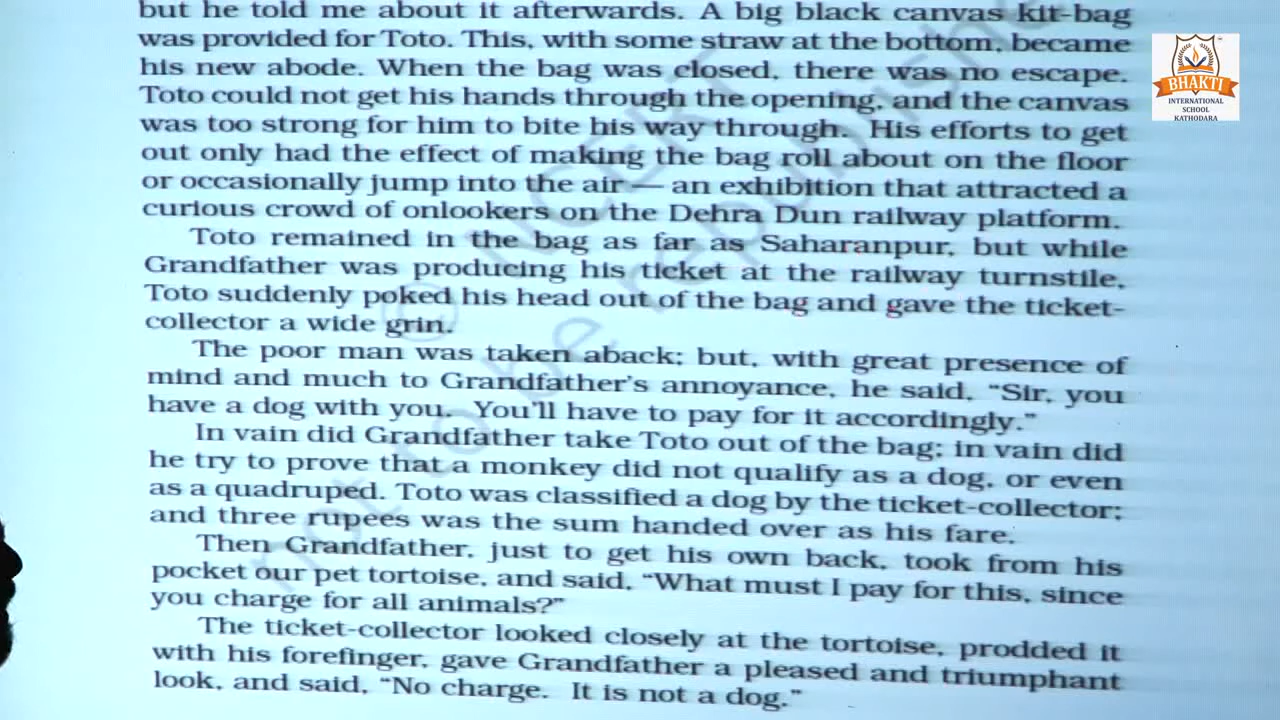 but he told me about it afterwards. A big black canvas kit-bag
was provided for Toto. This, with some straw at the bottom, became
his new abode. When the bag was closed, there was no escape.
Toto could not get his hands through the opening, and the canvas
was too strong for him to bite his way through. His efforts to get
out only had the effect of making the bag roll about on the floor
or occasionally jump into the air — an exhibition that attracted a
curious crowd of onlookers on the Dehra Dun railway platform.
Toto remained in the bag as far as Saharanpur, but while
Grandfather was producing his ticket at the railway turnstile,
Toto suddenly poked his head out of the bag and gave the ticket-
collector a wide grin.
The poor man was taken aback; but, with great presence of
mind and much to Grandfather's annoyance, he said, “Sir, you
have a dog with you. You'll have to pay for it accordingly.”
In vain did Grandfather take Toto out of the bag; in vain did
he try to prove that a monkey did not qualify as a dog, or even
as a quadruped. Toto was classified a dog by the ticket-collector;
and three rupees was the sum handed over as his fare.
Then Grandfather, just to get his own back, took from his
pocket our pet tortoise, and said, “What must I pay for this, since
you charge for all animals?”
The ticket-collector looked closely at the tortoise, prodded it
with his forefinger, gave Grandfather a pleased and triumphant
look, and said, “No charge. It is not a dog.”
© NCERT
not to be republished
BHAKTI
INTERNATIONAL
SCHOOL
KATHODARA